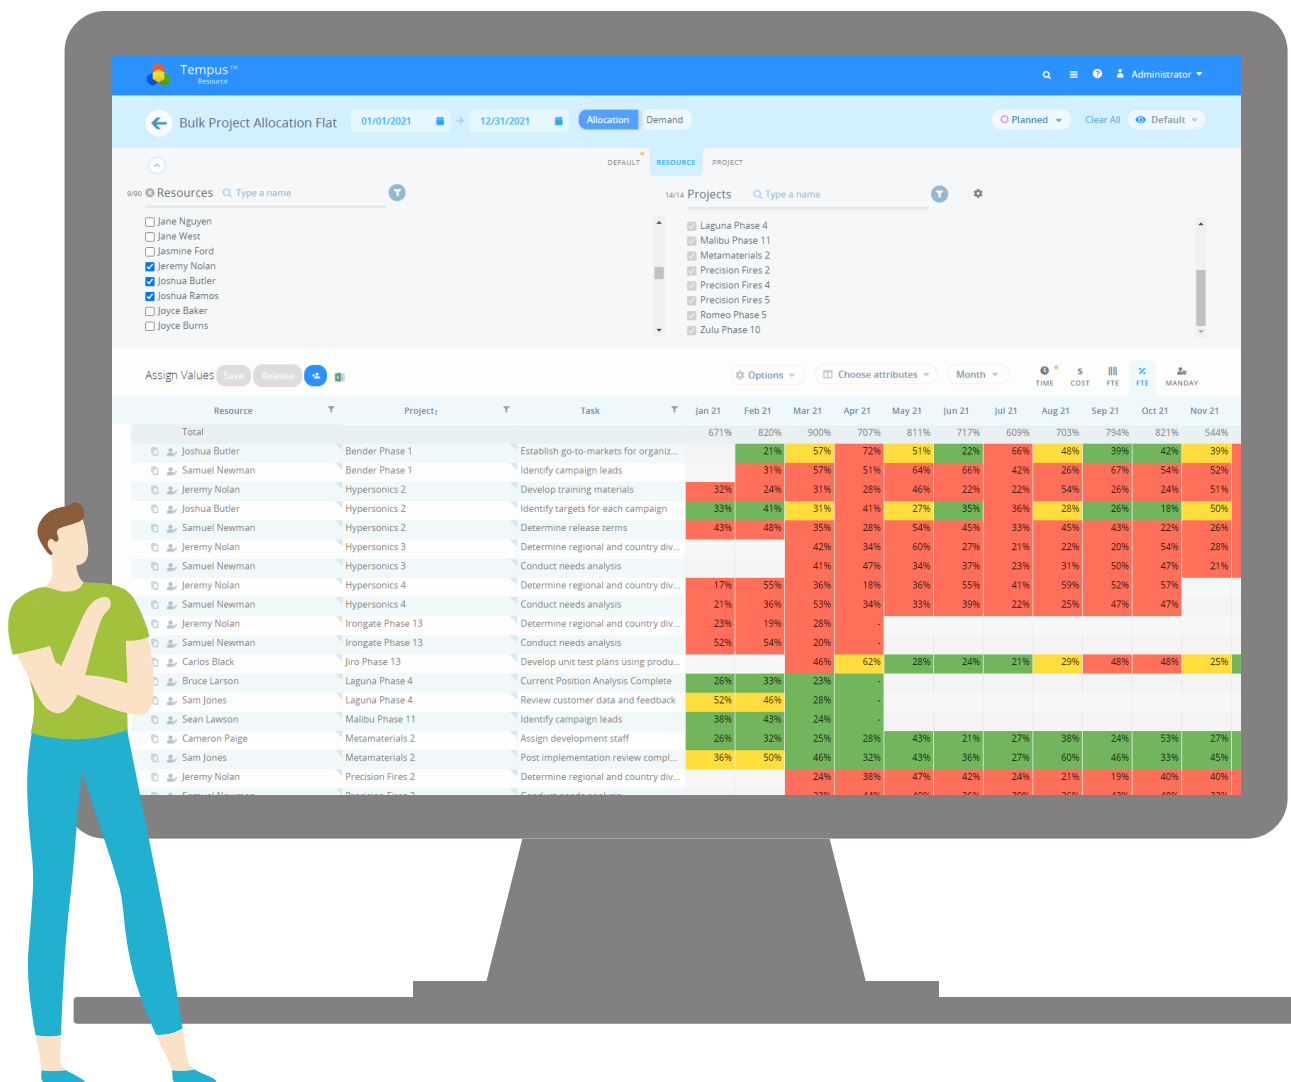 Tempus™
Resource
Administrator
Bulk Project Allocation Flat 01/01/2021 12/31/2021 Allocation Demand Planned Clear All Default
DEFAULT RESOURCE PROJECT
9/90 Resources Type a name 14/14 Projects Type a name
Jane Nguyen
Jane West
Jasmine Ford
Jeremy Nolan
Joshua Butler
Joshua Ramos
Joyce Baker
Joyce Burns
Laguna Phase 4
Malibu Phase 11
Metamaterials 2
Precision Fires 2
Precision Fires 4
Precision Fires 5
Romeo Phase 5
Zulu Phase 10
Assign Values Save Release Options Choose attributes Month TIME COST FTE FTE MANDAY
Resource Project Task Jan 21 Feb 21 Mar 21 Apr 21 May 21 Jun 21 Jul 21 Aug 21 Sep 21 Oct 21 Nov 21
Total 671% 820% 900% 707% 811% 717% 609% 703% 794% 821% 544%
Joshua Butler Bender Phase 1 Establish go-to-markets for organiz... 21% 57% 72% 51% 22% 66% 48% 39% 42% 39%
Samuel Newman Bender Phase 1 Identify campaign leads 31% 57% 51% 64% 66% 42% 26% 67% 54% 52%
Jeremy Nolan Hypersonics 2 Develop training materials 32% 24% 31% 28% 46% 22% 22% 54% 26% 24% 51%
Joshua Butler Hypersonics 2 Identify targets for each campaign 33% 41% 31% 41% 27% 35% 36% 28% 26% 18% 50%
Samuel Newman Hypersonics 2 Determine release terms 43% 48% 35% 28% 54% 45% 33% 45% 43% 22% 26%
Jeremy Nolan Hypersonics 3 Determine regional and country div... 42% 34% 60% 27% 21% 22% 20% 54% 28%
Samuel Newman Hypersonics 3 Conduct needs analysis 41% 47% 34% 37% 23% 31% 50% 47% 21%
Jeremy Nolan Hypersonics 4 Determine regional and country div... 17% 55% 36% 18% 36% 55% 41% 59% 52% 57%
Samuel Newman Hypersonics 4 Conduct needs analysis 21% 36% 53% 34% 33% 39% 22% 25% 47% 47%
Jeremy Nolan Irongate Phase 13 Determine regional and country div... 23% 19% 28% -
Samuel Newman Irongate Phase 13 Conduct needs analysis 52% 54% 20% -
Carlos Black Jiro Phase 13 Develop unit test plans using produ... 46% 62% 28% 24% 21% 29% 48% 48% 25%
Bruce Larson Laguna Phase 4 Current Position Analysis Complete 26% 33% 23% -
Sam Jones Laguna Phase 4 Review customer data and feedback 52% 46% 28% -
Sean Lawson Malibu Phase 11 Identify campaign leads 38% 43% 24% -
Cameron Paige Metamaterials 2 Assign development staff 26% 32% 25% 28% 43% 21% 27% 38% 24% 53% 27%
Sam Jones Metamaterials 2 Post implementation review compl... 36% 50% 46% 32% 43% 36% 27% 60% 46% 33% 45%
Jeremy Nolan Precision Fires 2 Determine regional and country div... 24% 38% 47% 42% 24% 21% 19% 40% 40%